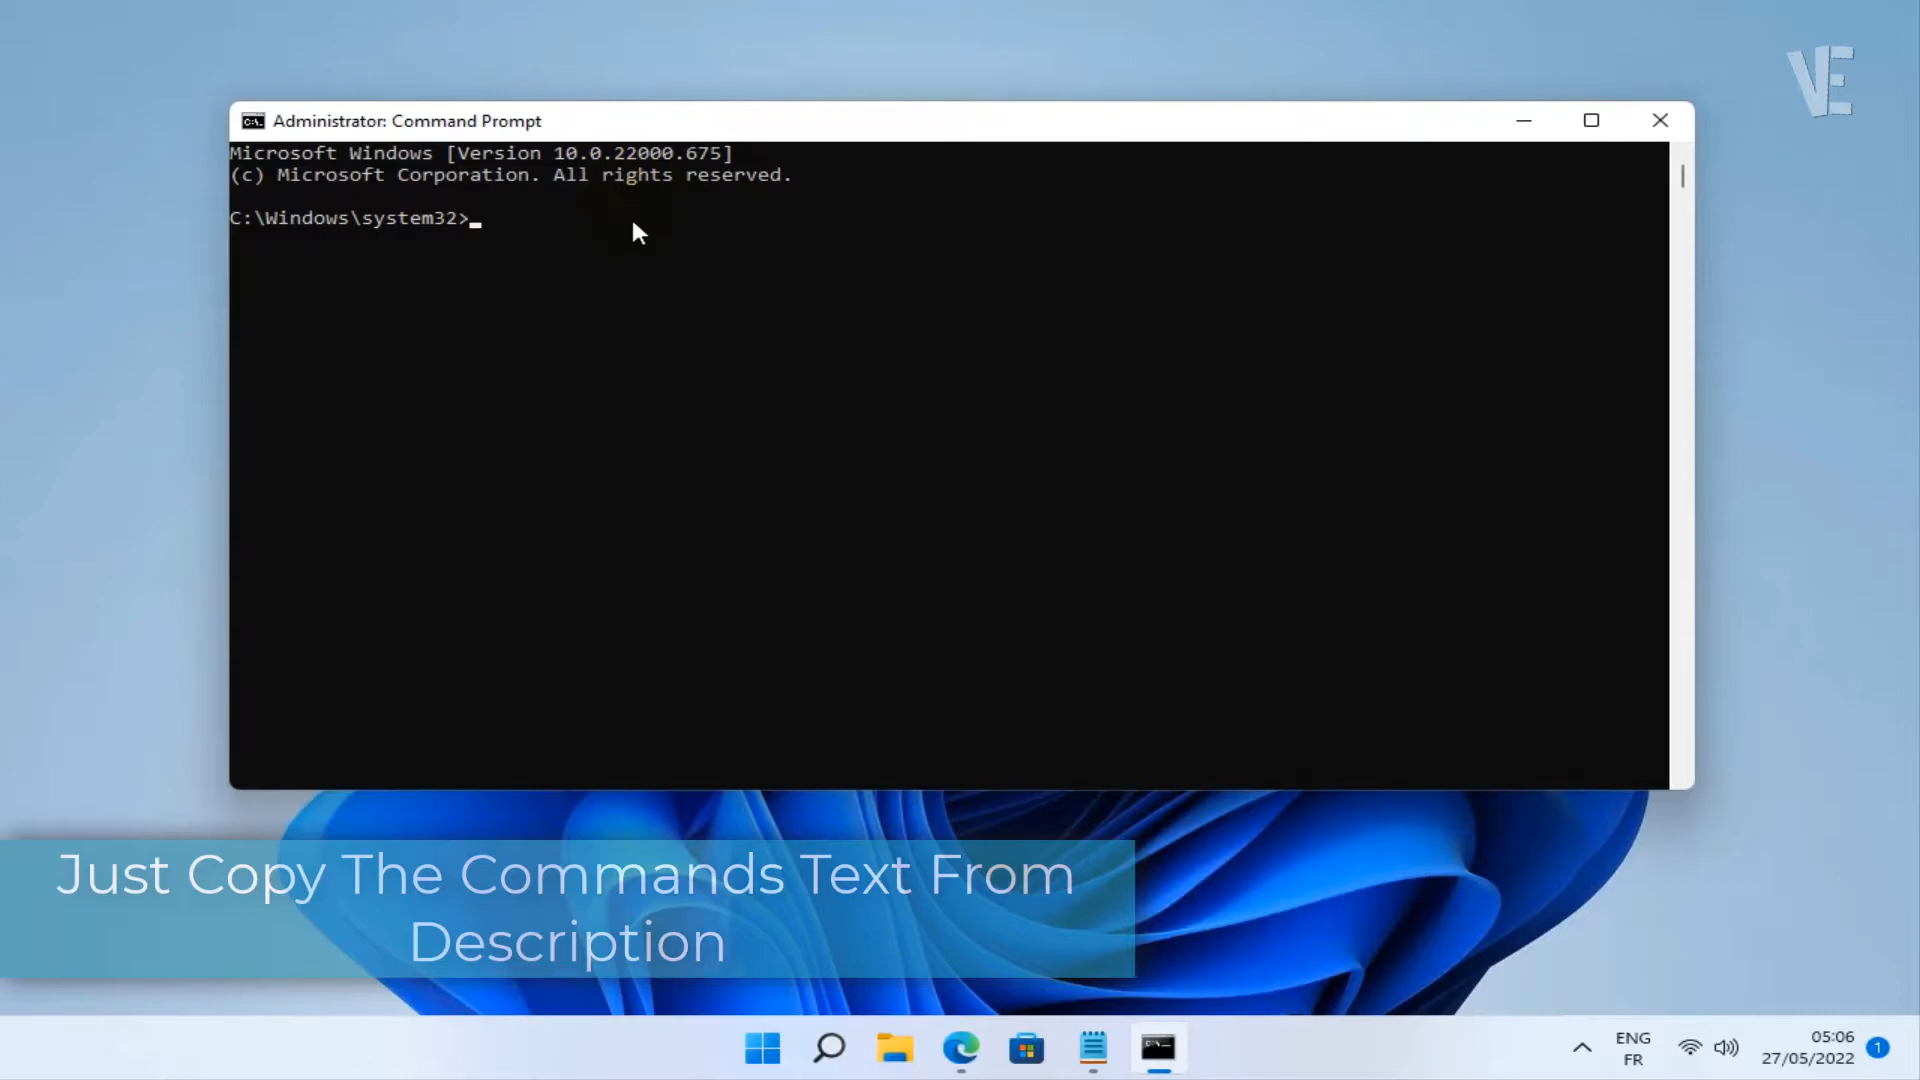 VE
Administrator: Command Prompt
Microsoft Windows [Version 10.0.22000.675]
(c) Microsoft Corporation. All rights reserved.
C:\Windows\system32>
Just Copy The Commands Text From
Description
ENG
FR
05:06
27/05/2022
1